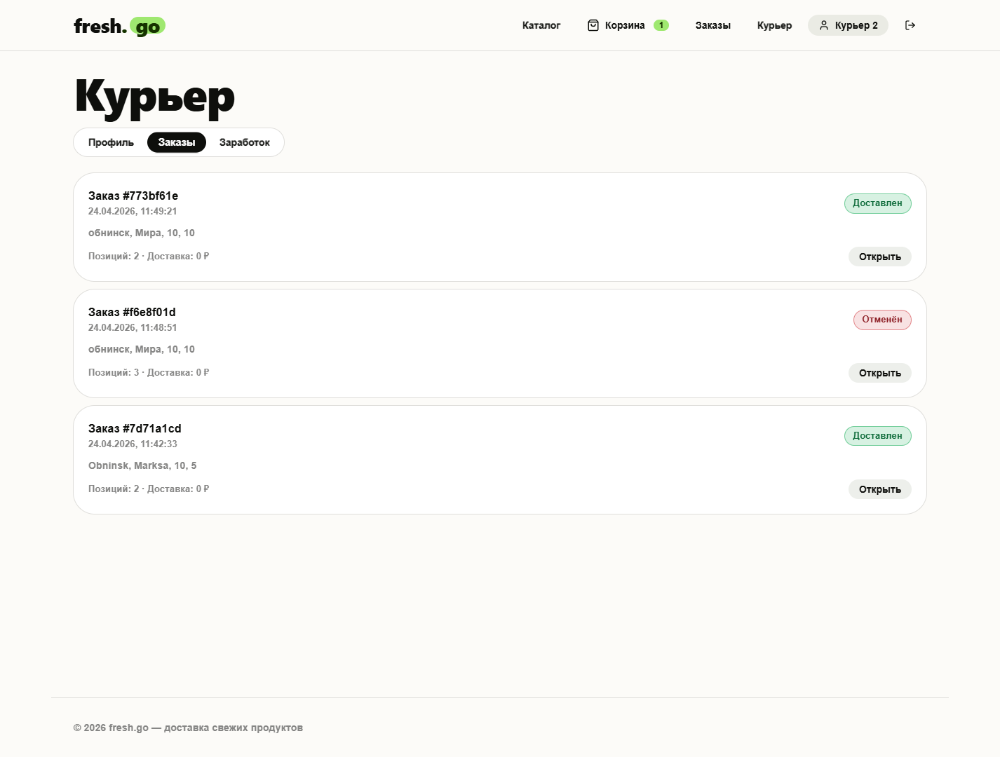 fresh. go
Каталог
Корзина 1
Заказы
Курьер
Курьер 2
Курьер
Профиль
Заказы
Заработок
Заказ #773bf61e
Доставлен
24.04.2026, 11:49:21
обнинск, Мира, 10, 10
Позиций: 2 · Доставка: 0 ₽
Открыть
Заказ #f6e8f01d
Отменён
24.04.2026, 11:48:51
обнинск, Мира, 10, 10
Позиций: 3 · Доставка: 0 ₽
Открыть
Заказ #7d71a1cd
Доставлен
24.04.2026, 11:42:33
Obninsk, Marksa, 10, 5
Позиций: 2 · Доставка: 0 ₽
Открыть
© 2026 fresh.go — доставка свежих продуктов